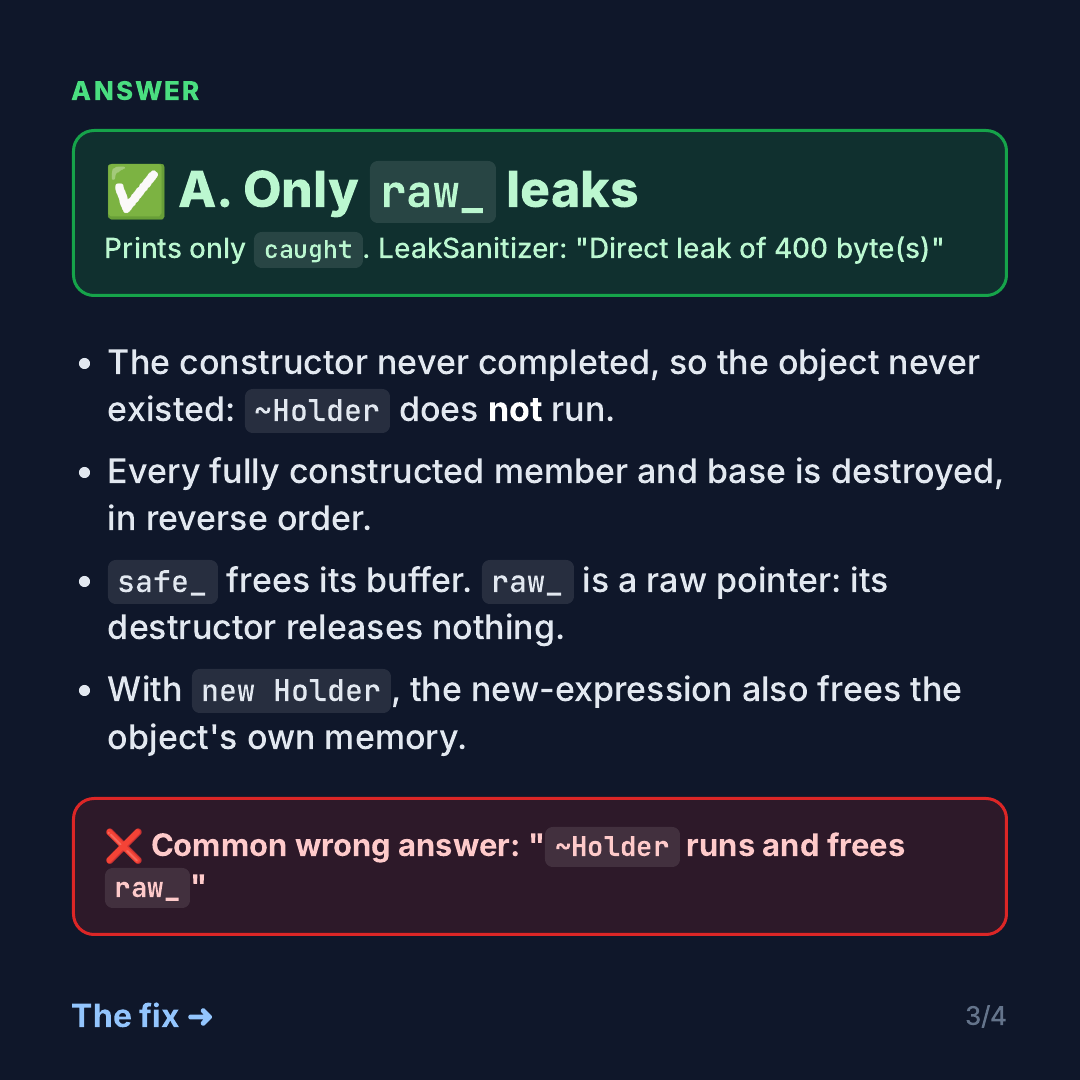 ANSWER
✅ A. Only raw_ leaks
Prints only caught. LeakSanitizer: "Direct leak of 400 byte(s)"
• The constructor never completed, so the object never
existed: ~Holder does not run.
• Every fully constructed member and base is destroyed,
in reverse order.
• safe_ frees its buffer. raw_ is a raw pointer: its
destructor releases nothing.
• With new Holder, the new-expression also frees the
object's own memory.
❌ Common wrong answer: "~Holder runs and frees
raw_"
The fix ➜
3/4